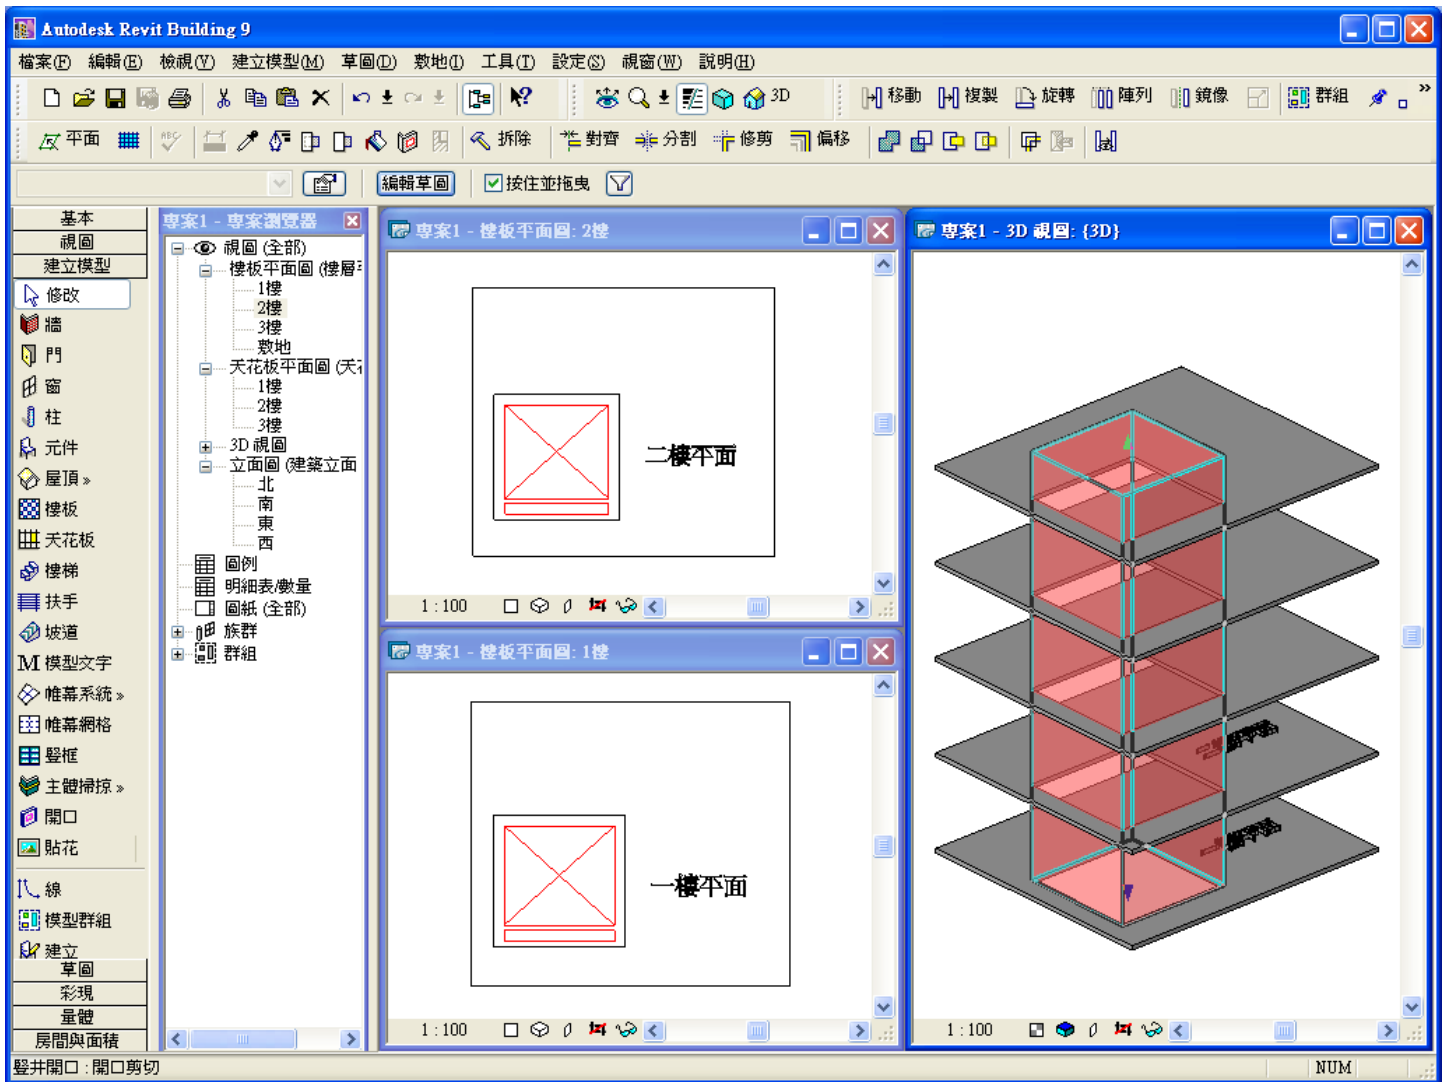 Autodesk Revit Building 9
檔案(F) 編輯(E) 檢視(V) 建立模型(M) 草圖(D) 敷地(I) 工具(T) 設定(S) 視窗(W) 說明(H)
3D 移動 複製 旋轉 陣列 鏡像 群組 »
平面 拆除 對齊 分割 修剪 偏移
編輯草圖 按住並拖曳
基本
視圖
建立模型
修改
牆
門
窗
柱
元件
屋頂 »
樓板
天花板
樓梯
扶手
坡道
模型文字
帷幕系統 »
帷幕網格
豎框
主體掃掠 »
開口
貼花
線
模型群組
建立
草圖
彩現
量體
房間與面積
專案1 - 專案瀏覽器
視圖 (全部)
樓板平面圖 (樓層
1樓
2樓
3樓
敷地
天花板平面圖 (天
1樓
2樓
3樓
3D 視圖
立面圖 (建築立面
北
南
東
西
圖例
明細表/數量
圖紙 (全部)
族群
群組
專案1 - 樓板平面圖: 2樓
二樓平面
1 : 100
專案1 - 樓板平面圖: 1樓
一樓平面
1 : 100
專案1 - 3D 視圖: {3D}
二樓平面
一樓平面
1 : 100
豎井開口 : 開口剪切
NUM